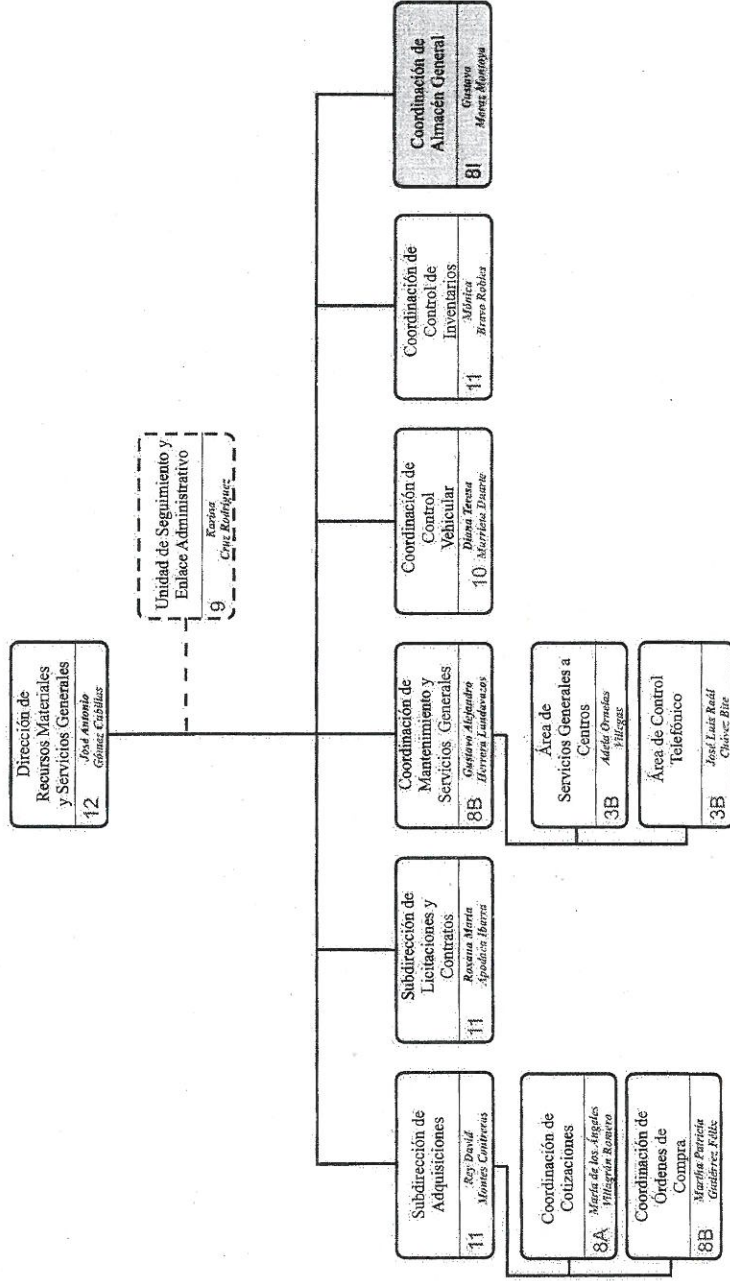 Dirección de
Recursos Materiales
y Servicios Generales
12
José Antonio
Gómez Cubillas
Unidad de Seguimiento y
Enlace Administrativo
9
Karina
Cruz Rodríguez
Subdirección de
Adquisiciones
11
Rey David
Montes Contreras
Coordinación de
Cotizaciones
8A
María de los Ángeles
Villagrán Romero
Coordinación de
Órdenes de
Compra
8B
Martha Patricia
Gutiérrez Félix
Subdirección de
Licitaciones y
Contratos
11
Roxana María
Apodaca Ibarra
Coordinación de
Mantenimiento y
Servicios Generales
8B
Gustavo Alejandro
Herrera Landavazos
Área de
Servicios Generales a
Centros
3B
Adela Ornelas
Villegas
Área de Control
Telefónico
3B
José Luis Raúl
Chávez Bite
Coordinación de
Control
Vehicular
10
Diana Teresa
Murrieta Duarte
Coordinación de
Control de
Inventarios
11
Mónica
Bravo Robles
Coordinación de
Almacén General
8I
Gustavo
Meraz Montoya